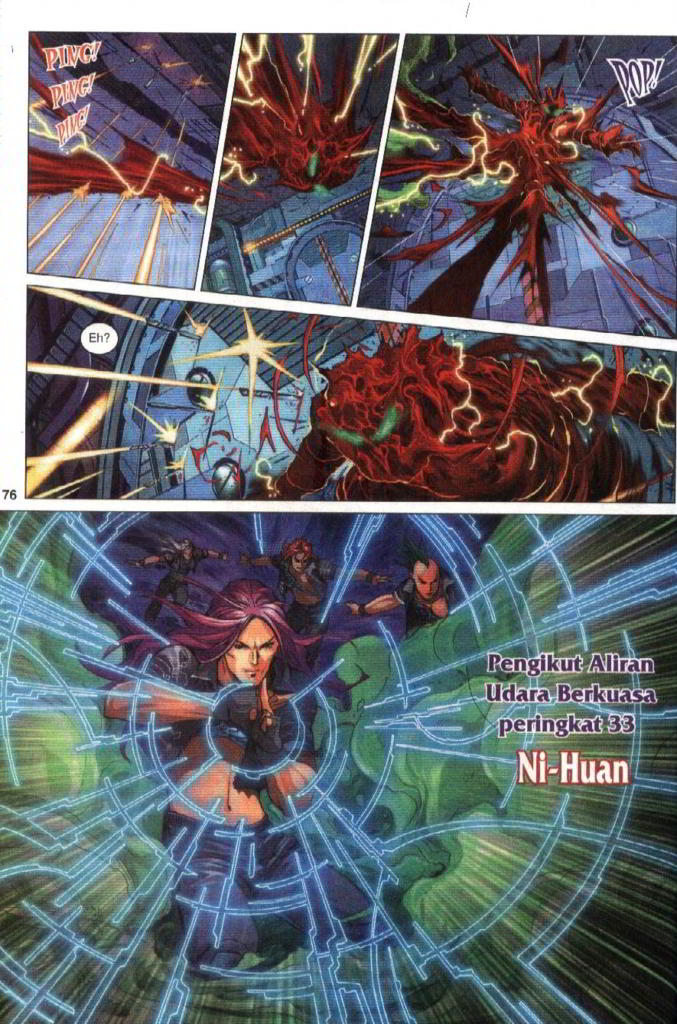 PING!
PING!
PING!
POP!
Eh?
76
Pengikut Aliran
Udara Berkuasa
peringkat 33
Ni-Huan